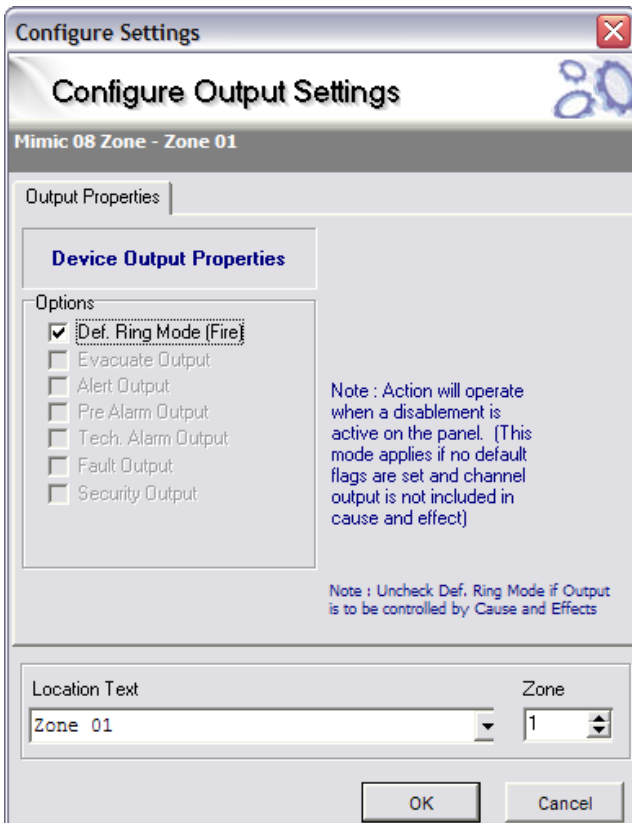 Configure Settings
Configure Output Settings
Mimic 08 Zone - Zone 01
Output Properties
Device Output Properties
Options
Def. Ring Mode (Fire)
Evacuate Output
Alert Output
Pre Alarm Output
Tech. Alarm Output
Fault Output
Security Output
Note : Action will operate
when a disablement is
active on the panel. (This
mode applies if no default
flags are set and channel
output is not included in
cause and effect)
Note : Uncheck Def. Ring Mode if Output
is to be controlled by Cause and Effects
Location Text
Zone 01
Zone
1
OK
Cancel